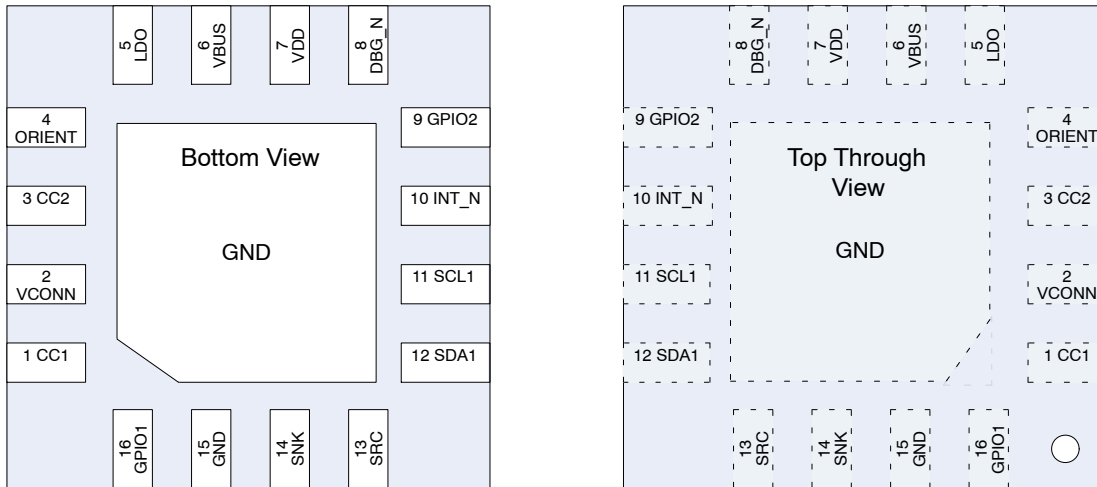 5
LDO
6
VBUS
7
VDD
8
DBG_N
4
ORIENT
3 CC2
2
VCONN
1 CC1
Bottom View
GND
9 GPIO2
10 INT_N
11 SCL1
12 SDA1
16
GPIO1
15
GND
14
SNK
13
SRC
8
DBG_N
7
VDD
6
VBUS
5
LDO
9 GPIO2
10 INT_N
11 SCL1
12 SDA1
Top Through
View
GND
4
ORIENT
3 CC2
2
VCONN
1 CC1
13
SRC
14
SNK
15
GND
16
GPIO1